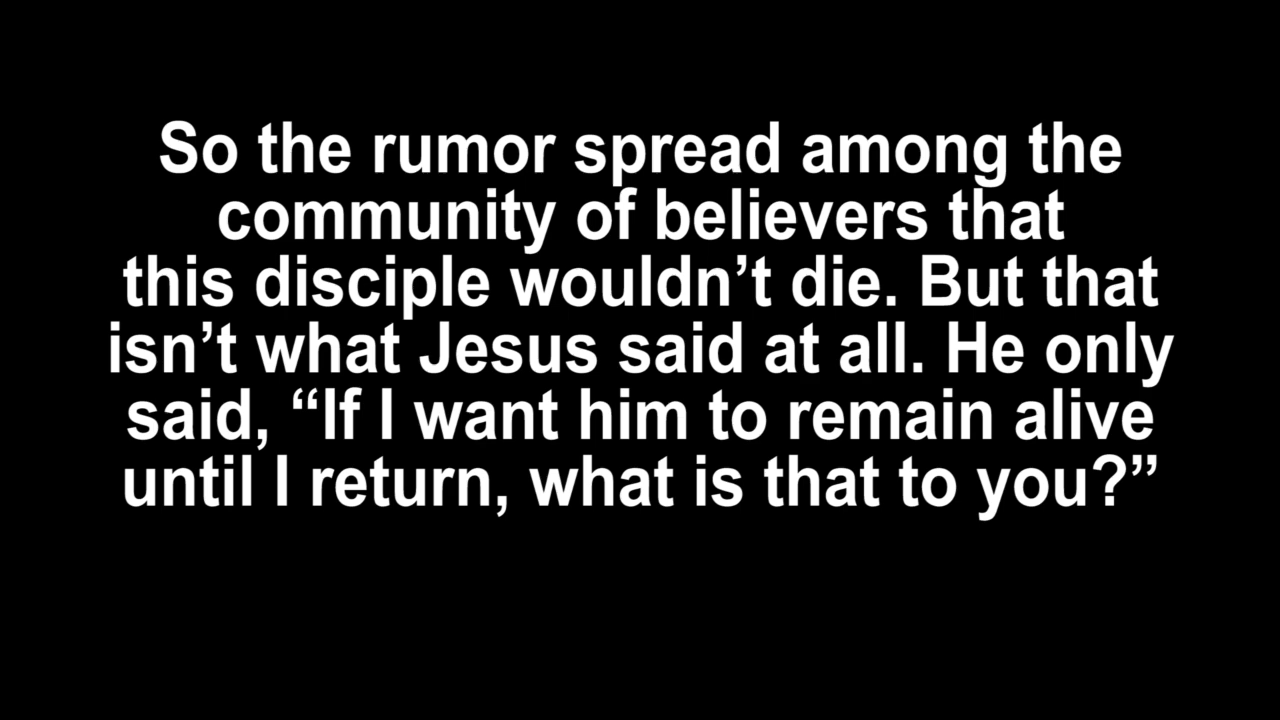 So the rumor spread among the
community of believers that
this disciple wouldn’t die. But that
isn’t what Jesus said at all. He only
said, “If I want him to remain alive
until I return, what is that to you?”